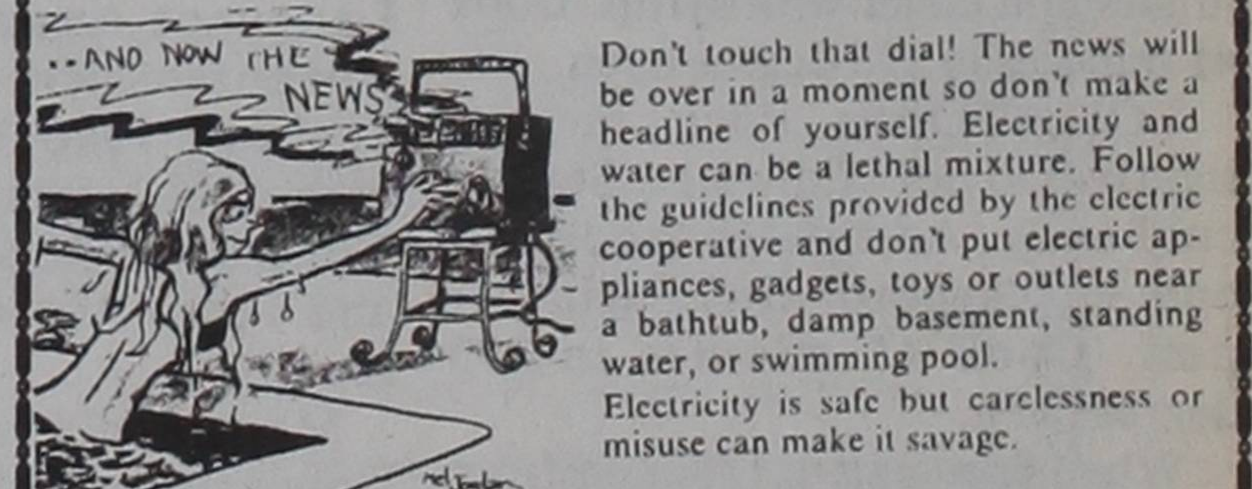 ..AND NOW THE
NEWS
Don't touch that dial! The news will
be over in a moment so don't make a
headline of yourself. Electricity and
water can be a lethal mixture. Follow
the guidelines provided by the electric
cooperative and don't put electric ap-
pliances, gadgets, toys or outlets near
a bathtub, damp basement, standing
water, or swimming pool.
Electricity is safe but carelessness or
misuse can make it savage.